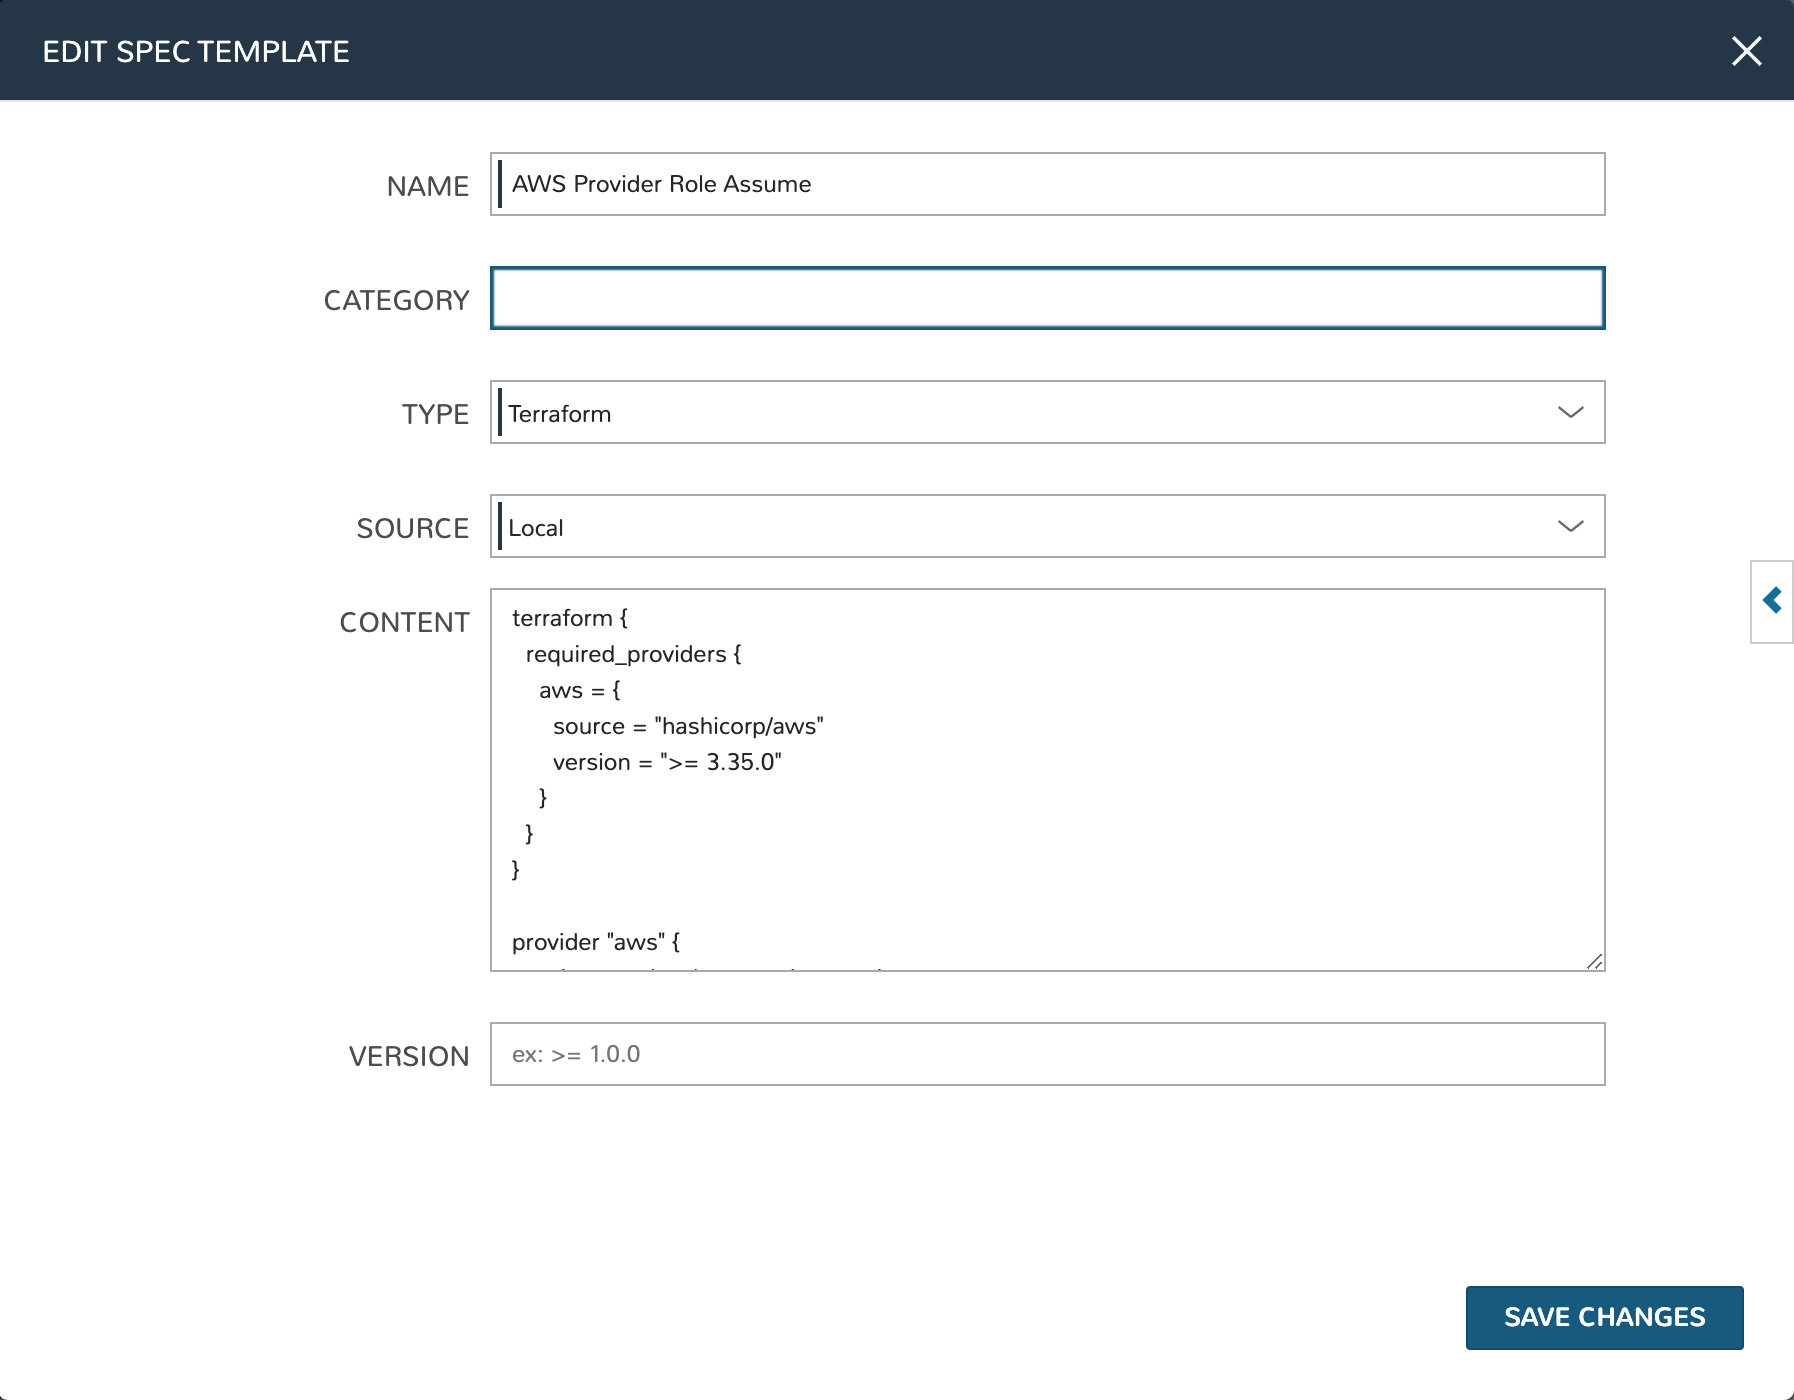 EDIT SPEC TEMPLATE
NAME
AWS Provider Role Assume
CATEGORY
TYPE
Terraform
SOURCE
Local
CONTENT
terraform {
  required_providers {
    aws = {
      source = "hashicorp/aws"
      version = ">= 3.35.0"
    }
  }
}

provider "aws" {
VERSION
ex: >= 1.0.0
SAVE CHANGES